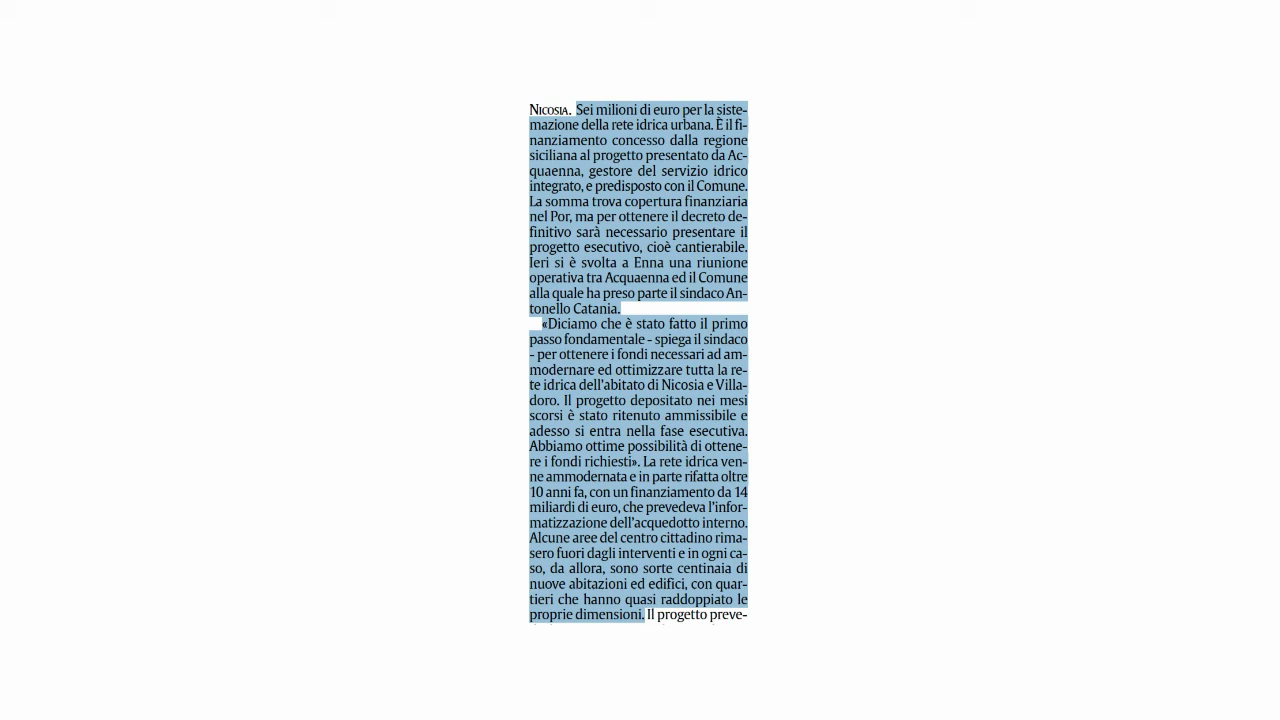 NICOSIA. Sei milioni di euro per la siste-
mazione della rete idrica urbana. È il fi-
nanziamento concesso dalla regione
siciliana al progetto presentato da Ac-
quaenna, gestore del servizio idrico
integrato, e predisposto con il Comune.
La somma trova copertura finanziaria
nel Por, ma per ottenere il decreto de-
finitivo sarà necessario presentare il
progetto esecutivo, cioè cantierabile.
Ieri si è svolta a Enna una riunione
operativa tra Acquaenna ed il Comune
alla quale ha preso parte il sindaco An-
tonello Catania.
«Diciamo che è stato fatto il primo
passo fondamentale - spiega il sindaco
- per ottenere i fondi necessari ad am-
modernare ed ottimizzare tutta la re-
te idrica dell'abitato di Nicosia e Villa-
doro. Il progetto depositato nei mesi
scorsi è stato ritenuto ammissibile e
adesso si entra nella fase esecutiva.
Abbiamo ottime possibilità di ottene-
re i fondi richiesti». La rete idrica ven-
ne ammodernata e in parte rifatta oltre
10 anni fa, con un finanziamento da 14
miliardi di euro, che prevedeva l'infor-
matizzazione dell'acquedotto interno.
Alcune aree del centro cittadino rima-
sero fuori dagli interventi e in ogni ca-
so, da allora, sono sorte centinaia di
nuove abitazioni ed edifici, con quar-
tieri che hanno quasi raddoppiato le
proprie dimensioni. Il progetto preve-